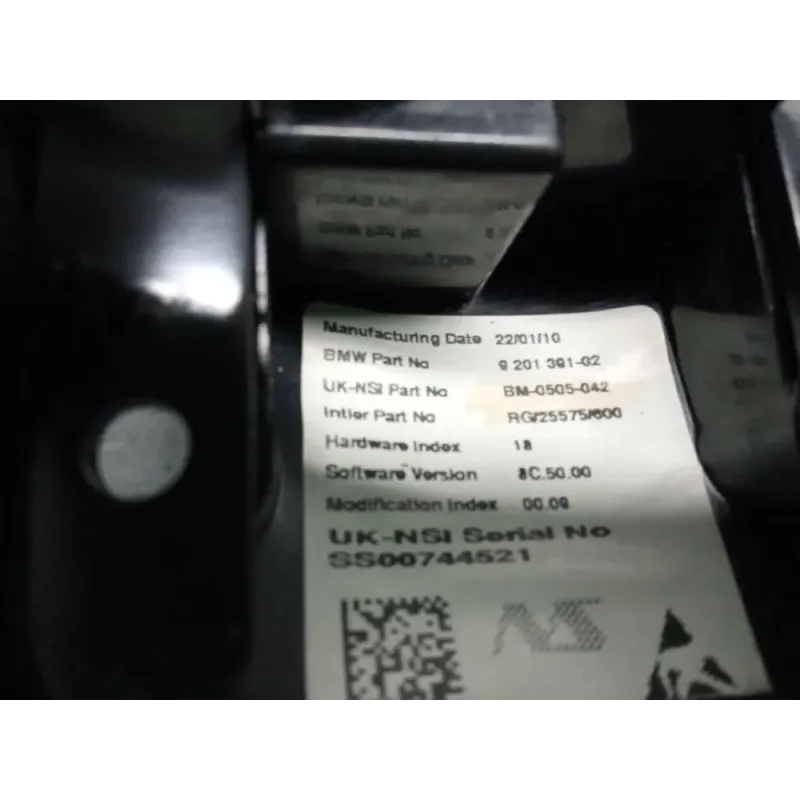 Manufacturing Date 22/01/10
BMW Part No 9 201 391-02
UK-NSI Part No BM-0505-042
Intier Part No RG/25575/600
Hardware Index 18
Software Version 8C.50.00
Modification Index 00.09
UK-NSI Serial No
SS00744521
NS